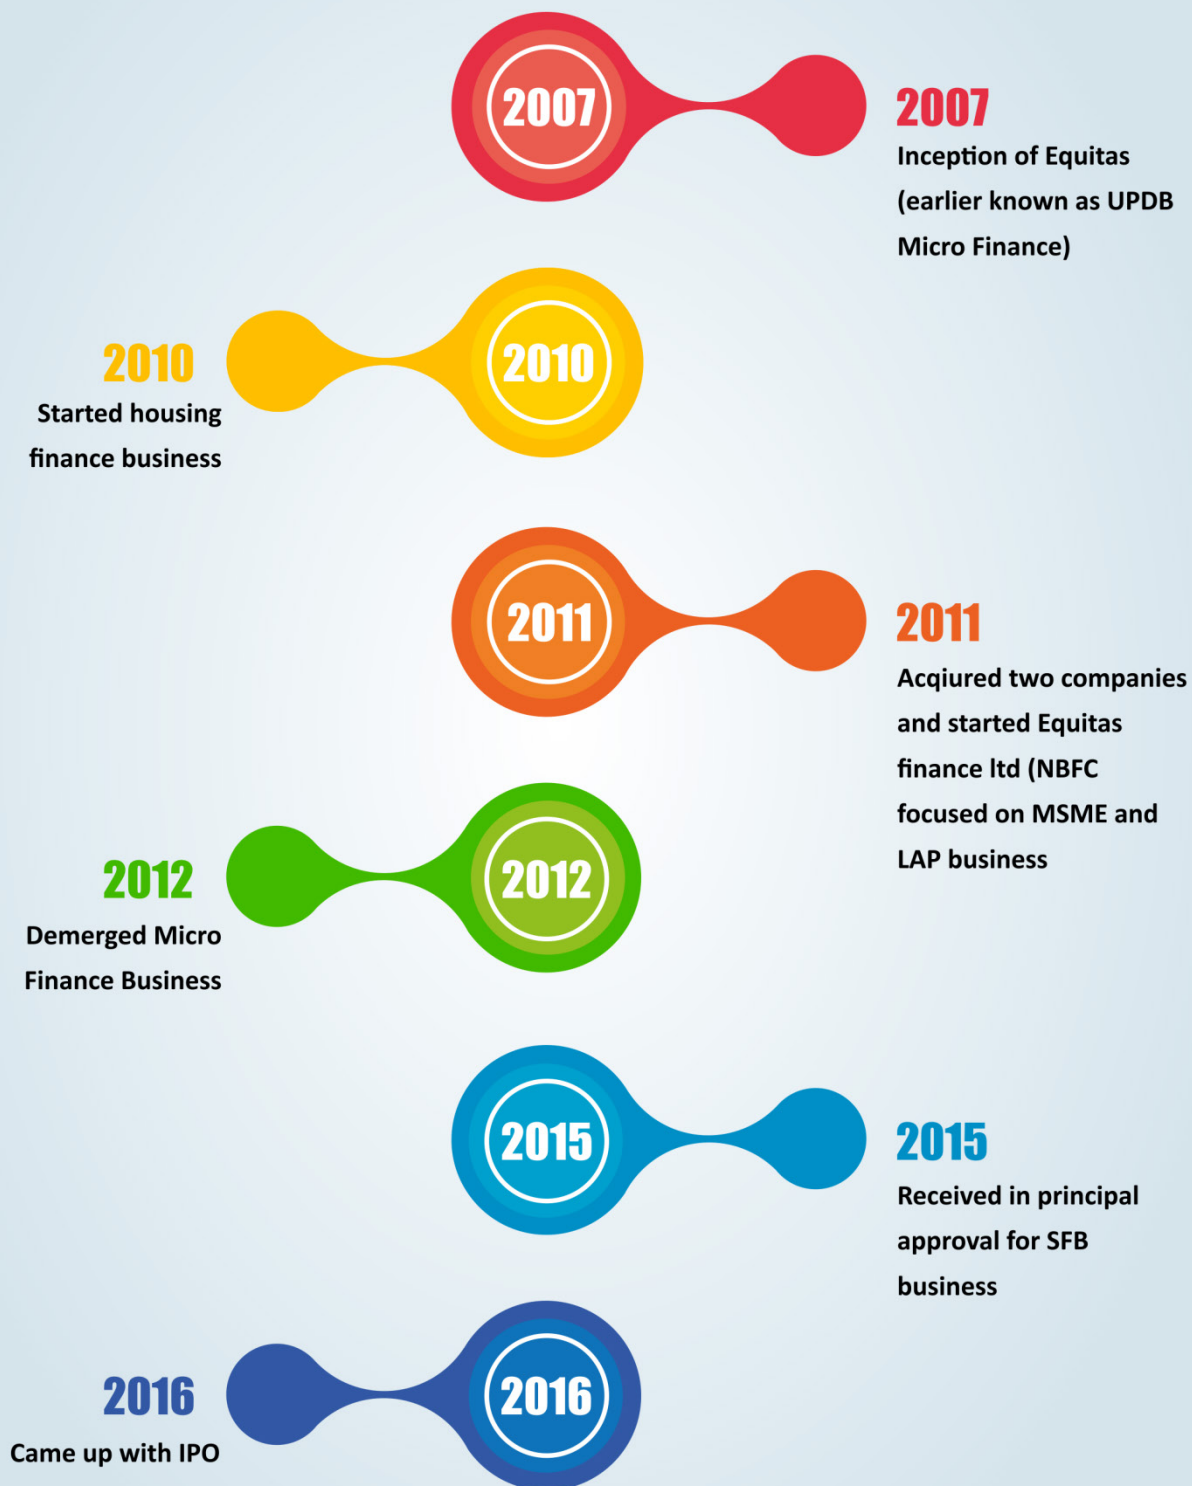 2007
2007
Inception of Equitas
(earlier known as UPDB
Micro Finance)
2010
2010
Started housing
finance business
2011
2011
Acqiured two companies
and started Equitas
finance ltd (NBFC
focused on MSME and
LAP business
2012
2012
Demerged Micro
Finance Business
2015
2015
Received in principal
approval for SFB
business
2016
2016
Came up with IPO